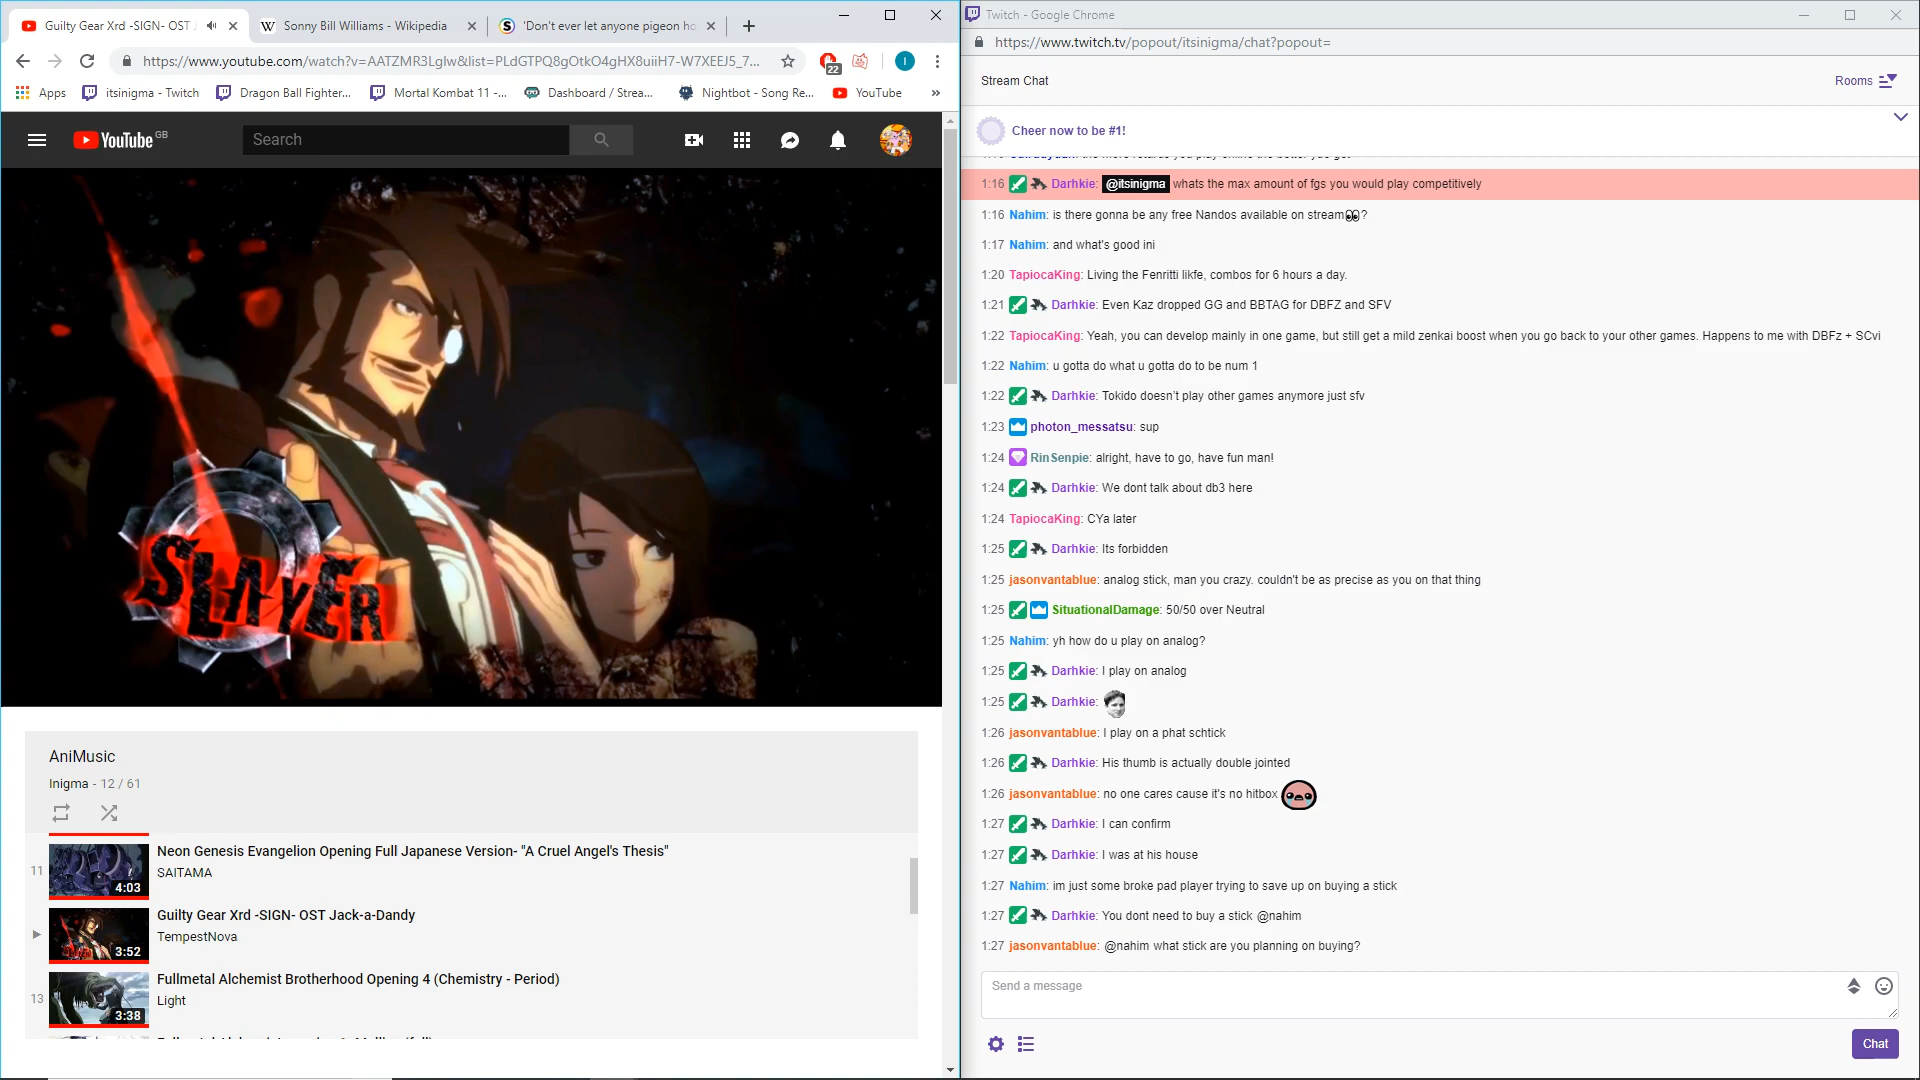 Guilty Gear Xrd -SIGN- OST
Sonny Bill Williams - Wikipedia
'Don't ever let anyone pigeon ho
https://www.youtube.com/watch?v=AATZMR3LgIw&list=PLdGTPQ8gOtkO4gHX8uiiH7-W7XEEJ5_7...
22
I
Apps
itsinigma - Twitch
Dragon Ball Fighter...
Mortal Kombat 11 -...
Dashboard / Strea...
Nightbot - Song Re...
YouTube
»
YouTube GB
Search
SLAYER
AniMusic
Inigma - 12 / 61
11
4:03
Neon Genesis Evangelion Opening Full Japanese Version- "A Cruel Angel's Thesis"
SAITAMA
3:52
Guilty Gear Xrd -SIGN- OST Jack-a-Dandy
TempestNova
13
3:38
Fullmetal Alchemist Brotherhood Opening 4 (Chemistry - Period)
Light
Twitch - Google Chrome
https://www.twitch.tv/popout/itsinigma/chat?popout=
Stream Chat
Rooms
Cheer now to be #1!
1:16 Darhkie: @itsinigma whats the max amount of fgs you would play competitively
1:16 Nahim: is there gonna be any free Nandos available on stream👀?
1:17 Nahim: and what's good ini
1:20 TapiocaKing: Living the Fenritti likfe, combos for 6 hours a day.
1:21 Darhkie: Even Kaz dropped GG and BBTAG for DBFZ and SFV
1:22 TapiocaKing: Yeah, you can develop mainly in one game, but still get a mild zenkai boost when you go back to your other games. Happens to me with DBFz + SCvi
1:22 Nahim: u gotta do what u gotta do to be num 1
1:22 Darhkie: Tokido doesn't play other games anymore just sfv
1:23 photon_messatsu: sup
1:24 RinSenpie: alright, have to go, have fun man!
1:24 Darhkie: We dont talk about db3 here
1:24 TapiocaKing: CYa later
1:25 Darhkie: Its forbidden
1:25 jasonvantablue: analog stick, man you crazy. couldn't be as precise as you on that thing
1:25 SituationalDamage: 50/50 over Neutral
1:25 Nahim: yh how do u play on analog?
1:25 Darhkie: I play on analog
1:25 Darhkie:
1:26 jasonvantablue: I play on a phat schtick
1:26 Darhkie: His thumb is actually double jointed
1:26 jasonvantablue: no one cares cause it's no hitbox
1:27 Darhkie: I can confirm
1:27 Darhkie: I was at his house
1:27 Nahim: im just some broke pad player trying to save up on buying a stick
1:27 Darhkie: You dont need to buy a stick @nahim
1:27 jasonvantablue: @nahim what stick are you planning on buying?
Send a message
Chat